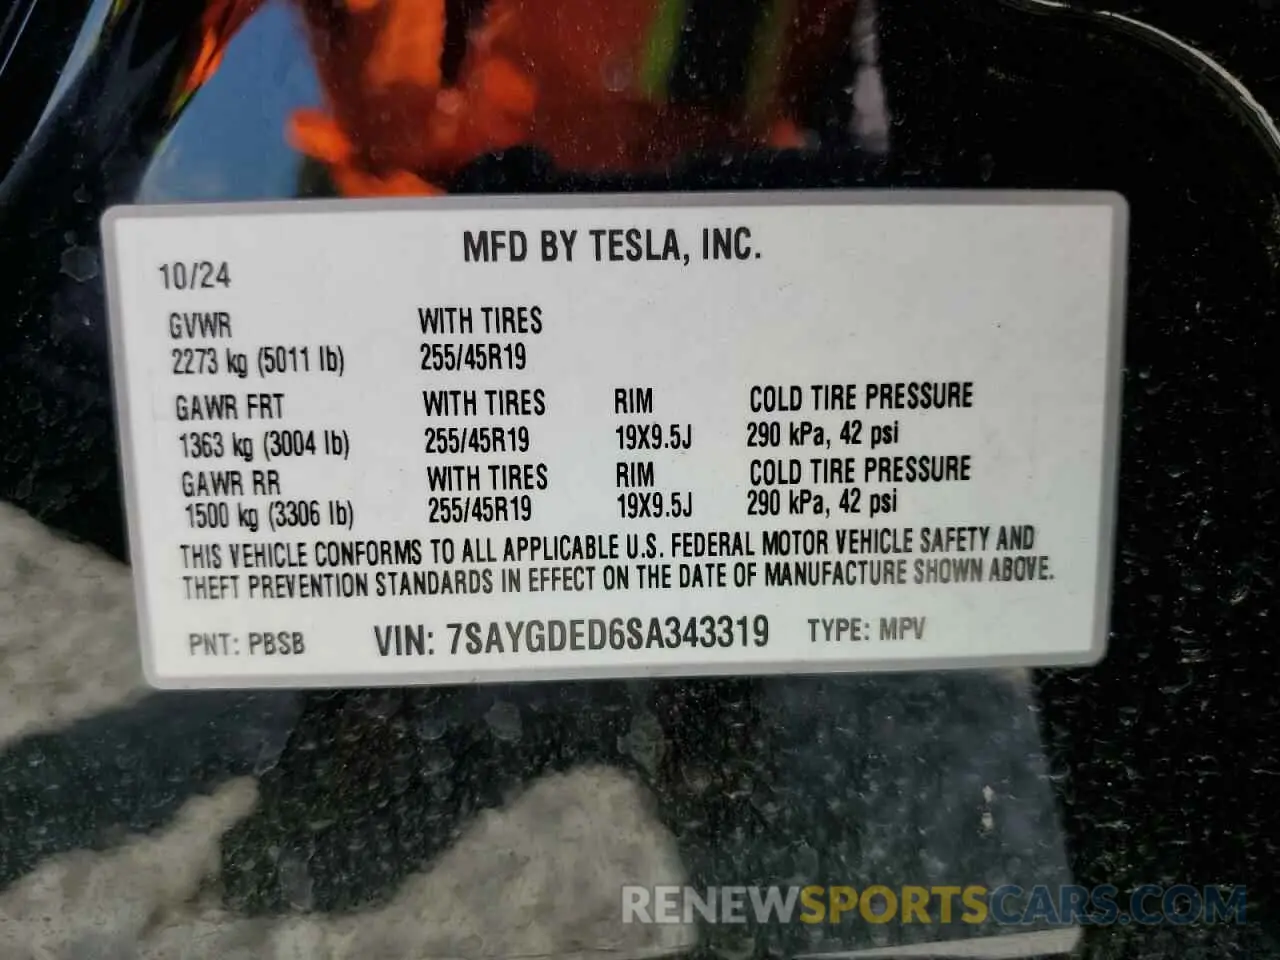 MFD BY TESLA, INC.
10/24
GVWR WITH TIRES
2273 kg (5011 lb) 255/45R19
GAWR FRT WITH TIRES RIM COLD TIRE PRESSURE
1363 kg (3004 lb) 255/45R19 19X9.5J 290 kPa, 42 psi
GAWR RR WITH TIRES RIM COLD TIRE PRESSURE
1500 kg (3306 lb) 255/45R19 19X9.5J 290 kPa, 42 psi
THIS VEHICLE CONFORMS TO ALL APPLICABLE U.S. FEDERAL MOTOR VEHICLE SAFETY AND
THEFT PREVENTION STANDARDS IN EFFECT ON THE DATE OF MANUFACTURE SHOWN ABOVE.
PNT: PBSB VIN: 7SAYGDED6SA343319 TYPE: MPV
RENEWSPORTSCARS.COM